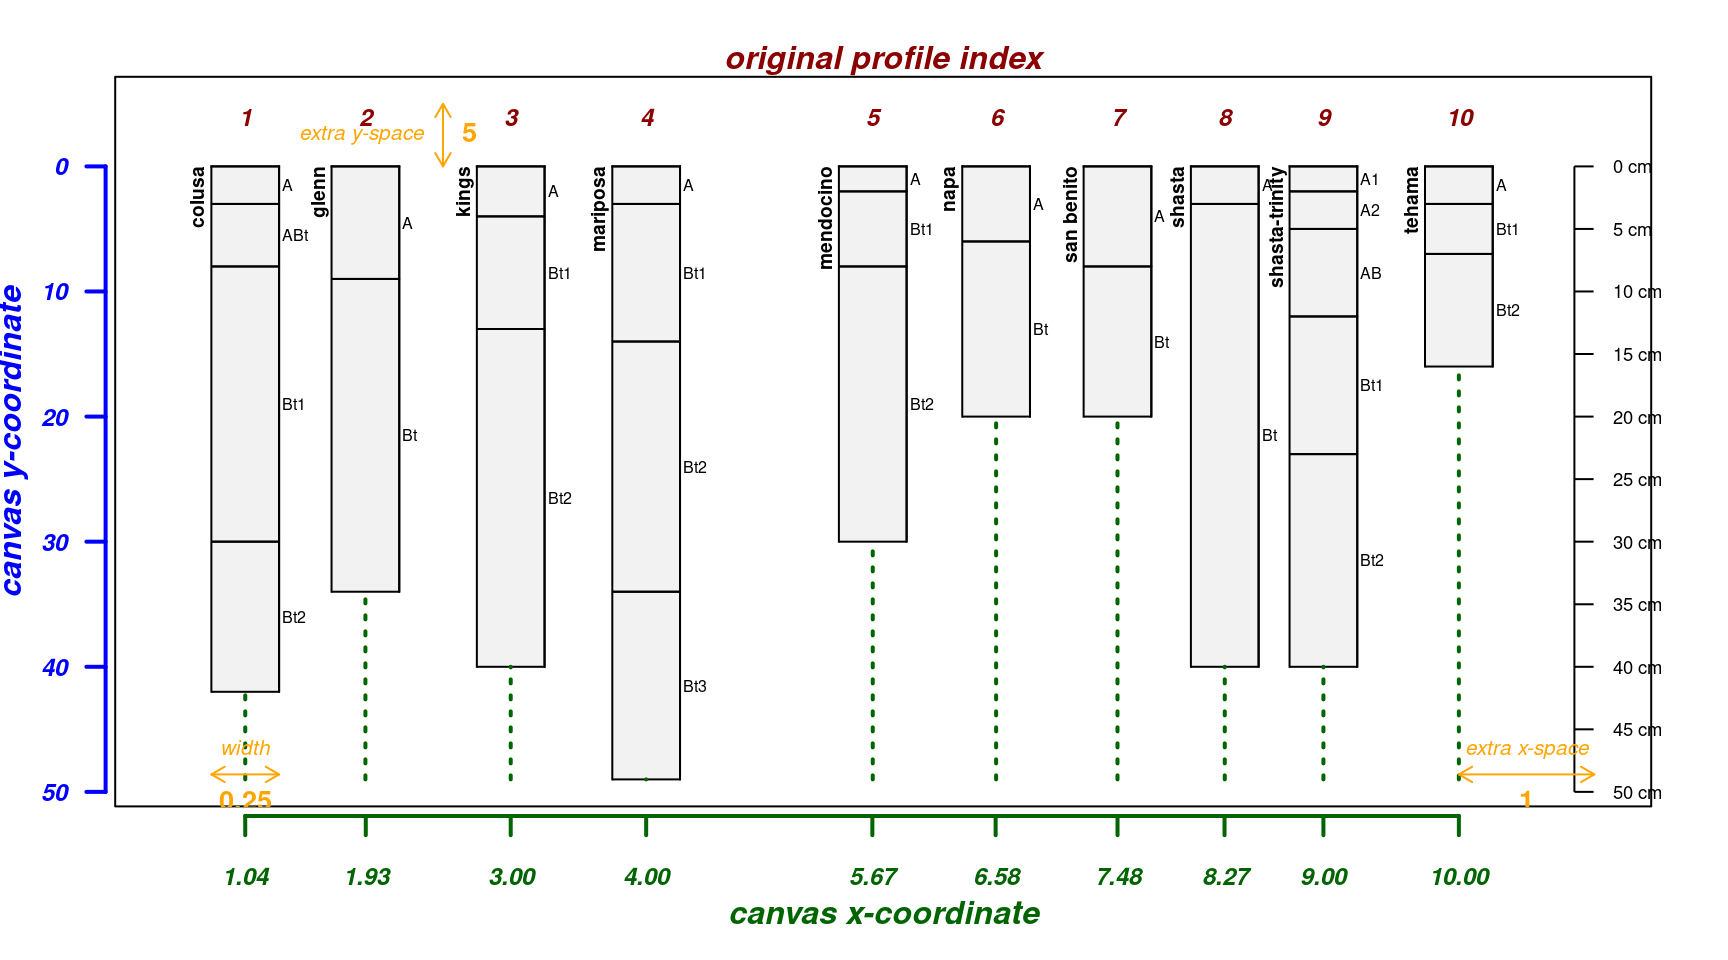 original profile index
1 2 3 4 5 6 7 8 9 10
extra y-space 5
canvas y-coordinate
0
10
20
30
40
50
colusa
A
ABt
Bt1
Bt2
glenn
A
Bt
kings
A
Bt1
Bt2
mariposa
A
Bt1
Bt2
Bt3
mendocino
A
Bt1
Bt2
napa
A
Bt
san benito
A
Bt
shasta
A
Bt
shasta-trinity
A1
A2
AB
Bt1
Bt2
tehama
A
Bt1
Bt2
0 cm
5 cm
10 cm
15 cm
20 cm
25 cm
30 cm
35 cm
40 cm
45 cm
50 cm
width
0.25
extra x-space
1
1.04 1.93 3.00 4.00 5.67 6.58 7.48 8.27 9.00 10.00
canvas x-coordinate